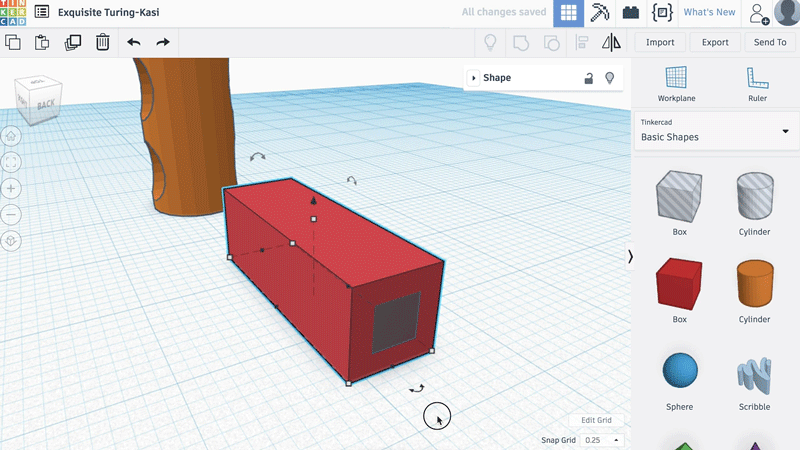 TIN
KER
CAD
Exquisite Turing-Kasi
All changes saved
What's New
Import
Export
Send To
Shape
TOP
BACK
Workplane
Ruler
Tinkercad
Basic Shapes
Box
Cylinder
Box
Cylinder
Sphere
Scribble
Edit Grid
Snap Grid 0.25